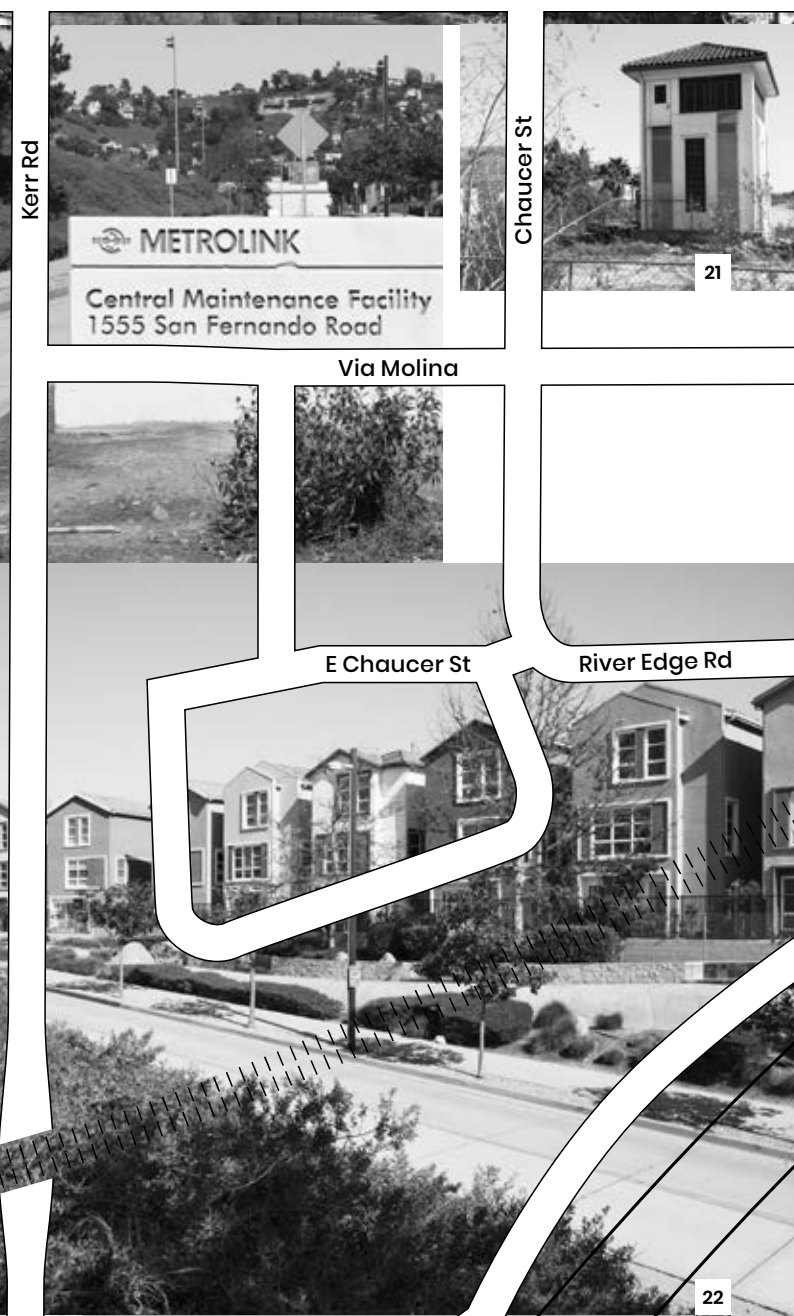 Kerr Rd
Chaucer St
METROLINK
Central Maintenance Facility
1555 San Fernando Road
21
Via Molina
E Chaucer St
River Edge Rd
22